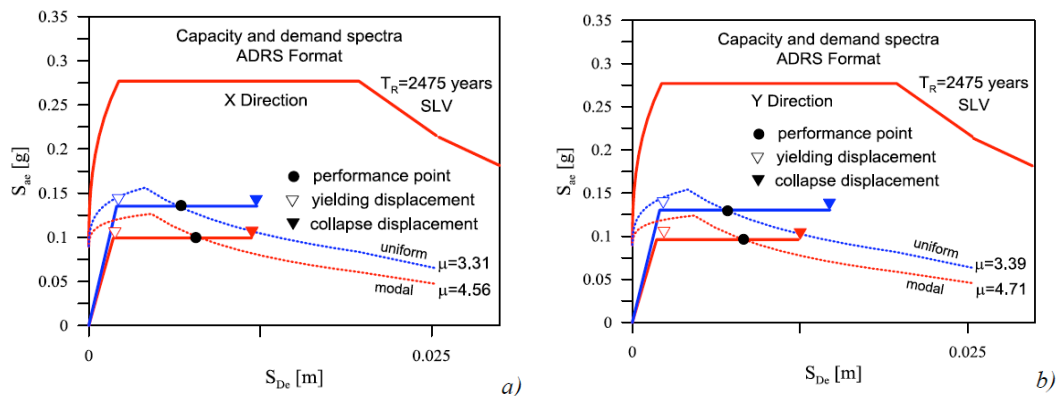 0.35
0.3
0.25
0.2
0.15
0.1
0.05
0
S_ae [g]
Capacity and demand spectra
ADRS Format
T_R=2475 years
SLV
X Direction
performance point
yielding displacement
collapse displacement
uniform
μ=3.31
modal
μ=4.56
0
0.025
S_De [m]
a)
0.35
0.3
0.25
0.2
0.15
0.1
0.05
0
S_ae [g]
Capacity and demand spectra
ADRS Format
T_R=2475 years
SLV
Y Direction
performance point
yielding displacement
collapse displacement
uniform
μ=3.39
modal
μ=4.71
0
0.025
S_De [m]
b)